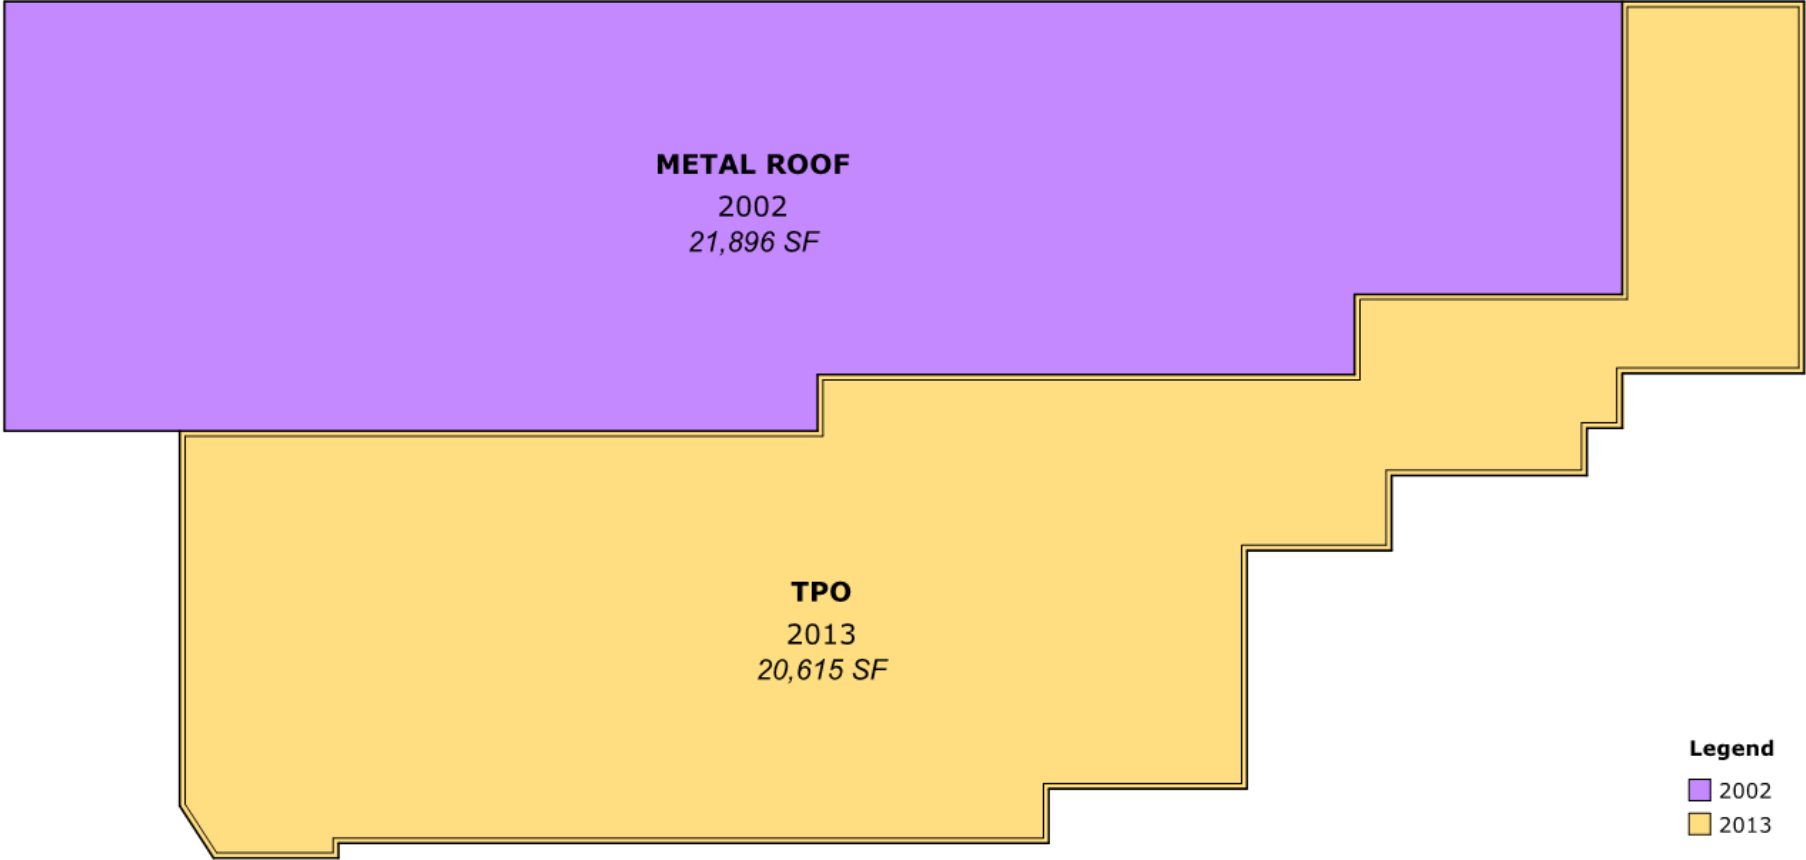 METAL ROOF
2002
21,896 SF
TPO
2013
20,615 SF
Legend
2002
2013